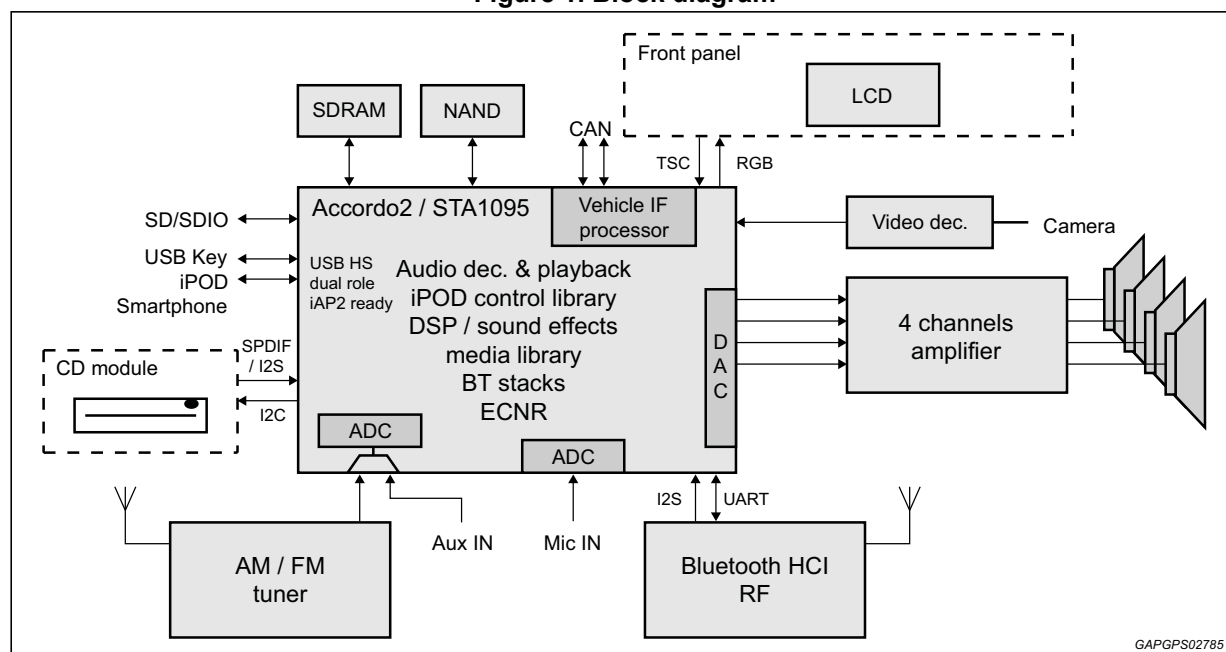 Figure 1. Block diagram
Front panel
LCD
SDRAM
NAND
CAN
TSC
RGB
SD/SDIO
USB Key
iPOD
Smartphone
Accordo2 / STA1095
Vehicle IF
processor
USB HS
dual role
iAP2 ready
Audio dec. & playback
iPOD control library
DSP / sound effects
media library
BT stacks
ECNR
Video dec.
Camera
D
A
C
4 channels
amplifier
CD module
SPDIF
/ I2S
I2C
ADC
ADC
AM / FM
tuner
Aux IN
Mic IN
I2S
UART
Bluetooth HCI
RF
GAPGPS02785